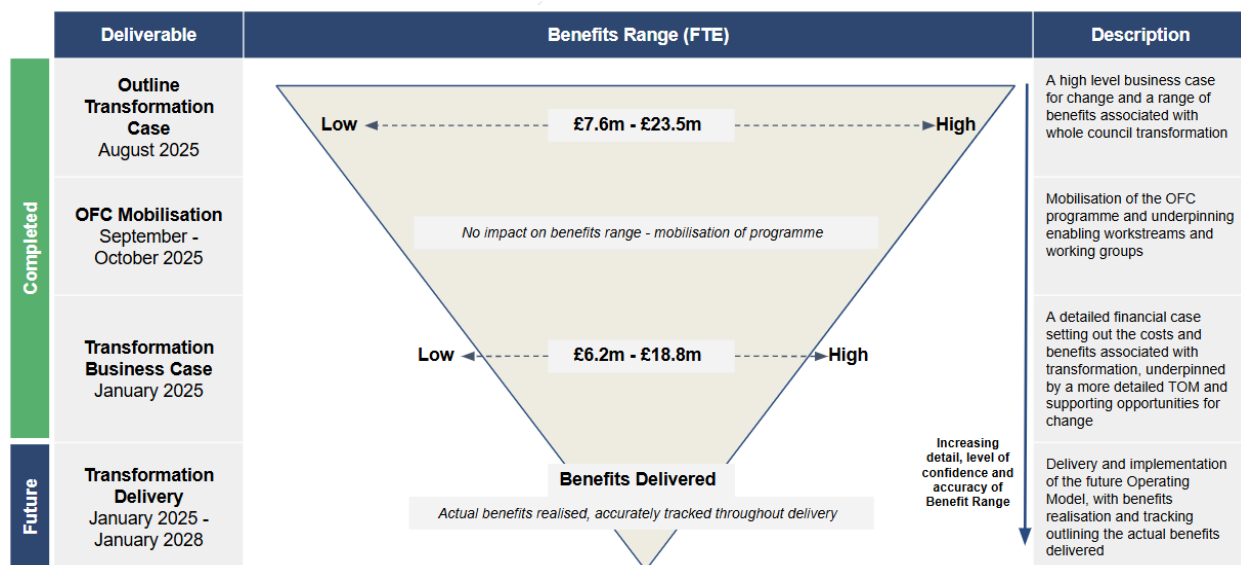 Deliverable
Benefits Range (FTE)
Description
Completed
Outline
Transformation
Case
August 2025
Low
£7.6m - £23.5m
High
A high level business case
for change and a range of
benefits associated with
whole council transformation
OFC Mobilisation
September -
October 2025
No impact on benefits range - mobilisation of programme
Mobilisation of the OFC
programme and underpinning
enabling workstreams and
working groups
Transformation
Business Case
January 2025
Low
£6.2m - £18.8m
High
A detailed financial case
setting out the costs and
benefits associated with
transformation, underpinned
by a more detailed TOM and
supporting opportunities for
change
Future
Transformation
Delivery
January 2025 -
January 2028
Benefits Delivered
Actual benefits realised, accurately tracked throughout delivery
Increasing
detail, level of
confidence and
accuracy of
Benefit Range
Delivery and implementation
of the future Operating
Model, with benefits
realisation and tracking
outlining the actual benefits
delivered